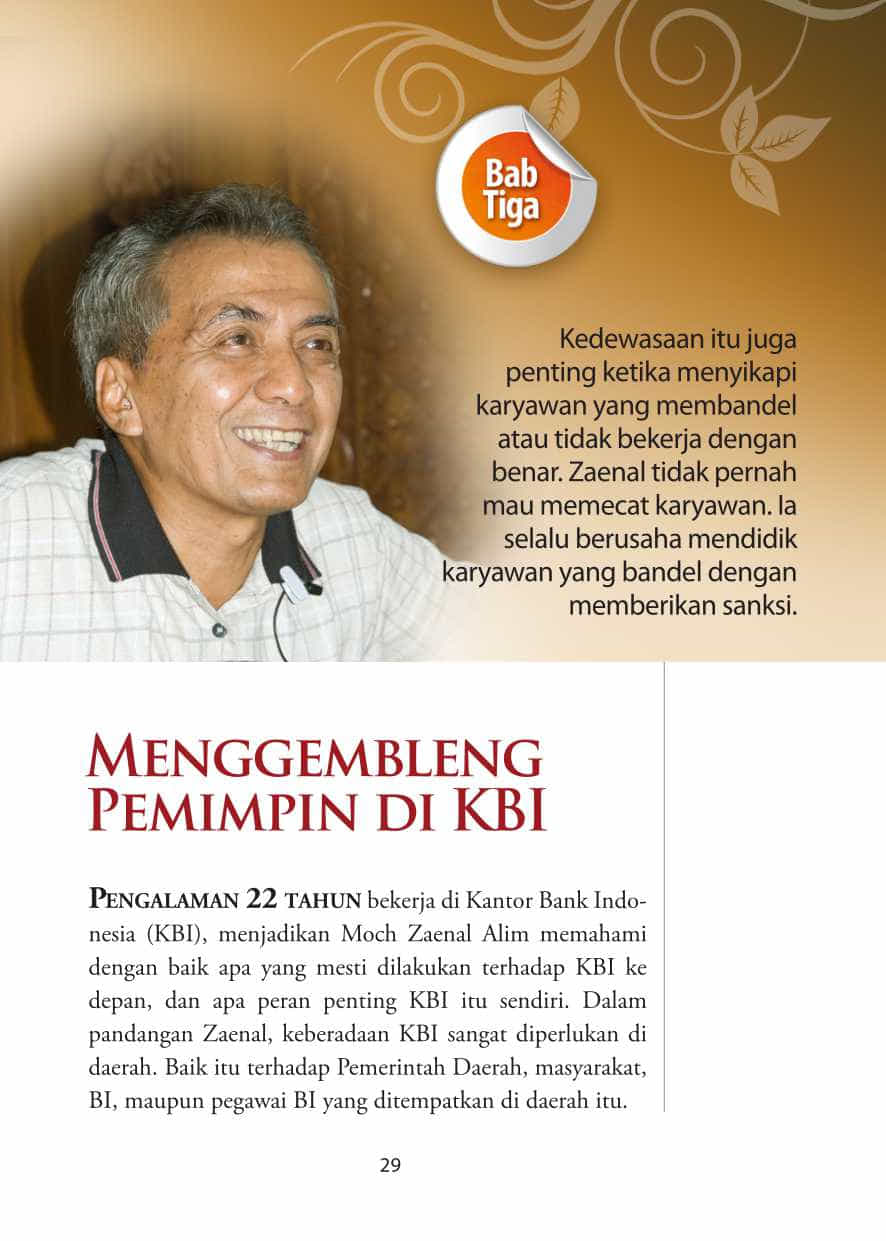 Bab
Tiga
Kedewasaan itu juga
penting ketika menyikapi
karyawan yang membandel
atau tidak bekerja dengan
benar. Zaenal tidak pernah
mau memecat karyawan. Ia
selalu berusaha mendidik
karyawan yang bandel dengan
memberikan sanksi.
MENGGEMBLENG
PEMIMPIN DI KBI
PENGALAMAN 22 TAHUN bekerja di Kantor Bank Indo-
nesia (KBI), menjadikan Moch Zaenal Alim memahami
dengan baik apa yang mesti dilakukan terhadap KBI ke
depan, dan apa peran penting KBI itu sendiri. Dalam
pandangan Zaenal, keberadaan KBI sangat diperlukan di
daerah. Baik itu terhadap Pemerintah Daerah, masyarakat,
BI, maupun pegawai BI yang ditempatkan di daerah itu.
29